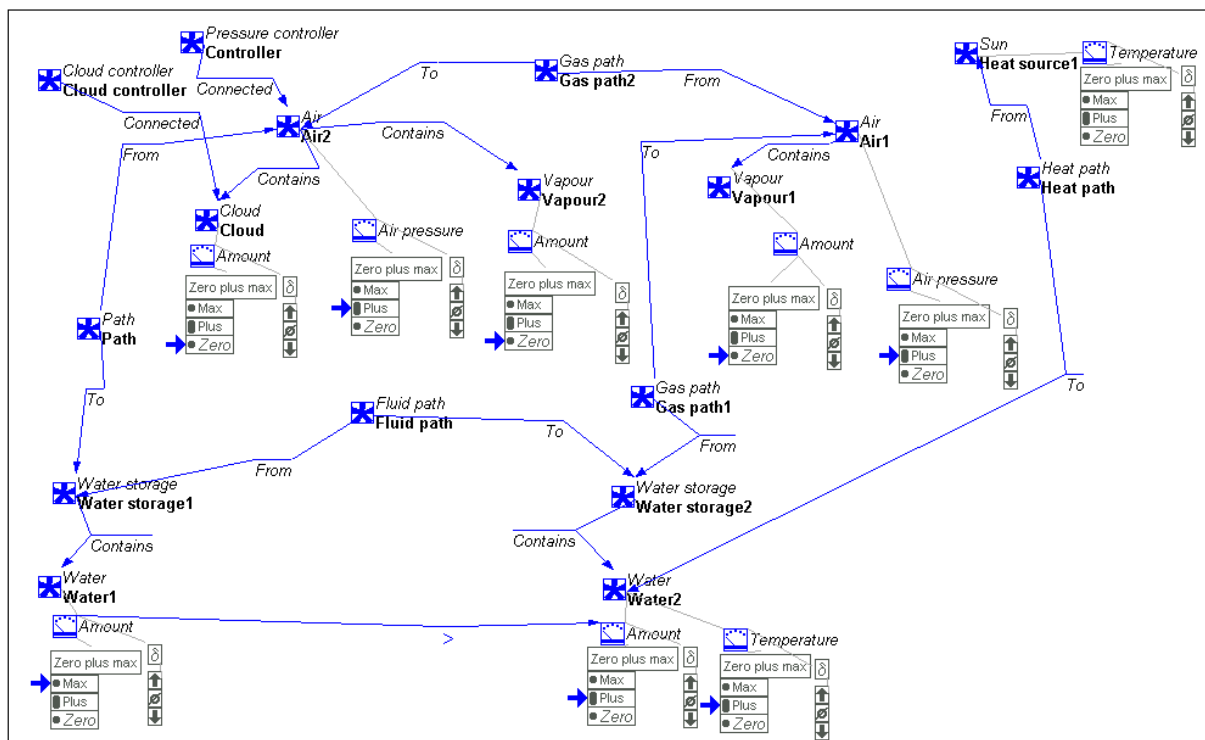 Pressure controller
Controller
Cloud controller
Cloud controller
Connected
Connected
To
Gas path
Gas path2
From
Sun
Heat source1
Temperature
Zero plus max
δ
Max
Plus
Zero
From
Air
Air2
Contains
From
Contains
Air
Air1
To
Contains
Heat path
Heat path
Vapour
Vapour2
Vapour
Vapour1
Cloud
Cloud
Amount
Zero plus max
δ
Max
Plus
Zero
Air pressure
Zero plus max
δ
Max
Plus
Zero
Amount
Zero plus max
δ
Max
Plus
Zero
Amount
Zero plus max
δ
Max
Plus
Zero
Air pressure
Zero plus max
δ
Max
Plus
Zero
Path
Path
To
To
Fluid path
Fluid path
From
To
Gas path
Gas path1
From
Water storage
Water storage1
Water storage
Water storage2
Contains
Contains
Water
Water1
Water
Water2
Amount
>
Zero plus max
δ
Max
Plus
Zero
Amount
Zero plus max
δ
Max
Plus
Zero
Temperature
Zero plus max
δ
Max
Plus
Zero